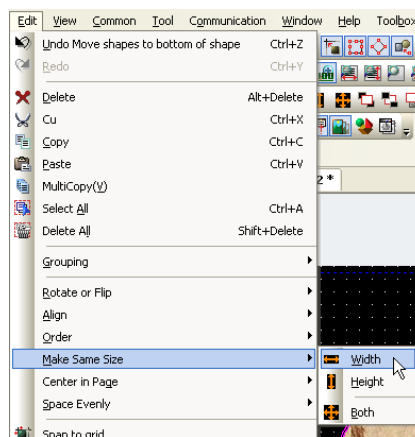 Edit View Common Tool Communication Window Help Toolbox
Undo Move shapes to bottom of shape Ctrl+Z
Redo Ctrl+Y
Delete Alt+Delete
Cu Ctrl+X
Copy Ctrl+C
Paste Ctrl+V
2 *
MultiCopy(V)
Select All Ctrl+A
Delete All Shift+Delete
Grouping
Rotate or Flip
Align
Order
Make Same Size Width
Center in Page Height
Space Evenly Both
Snap to grid